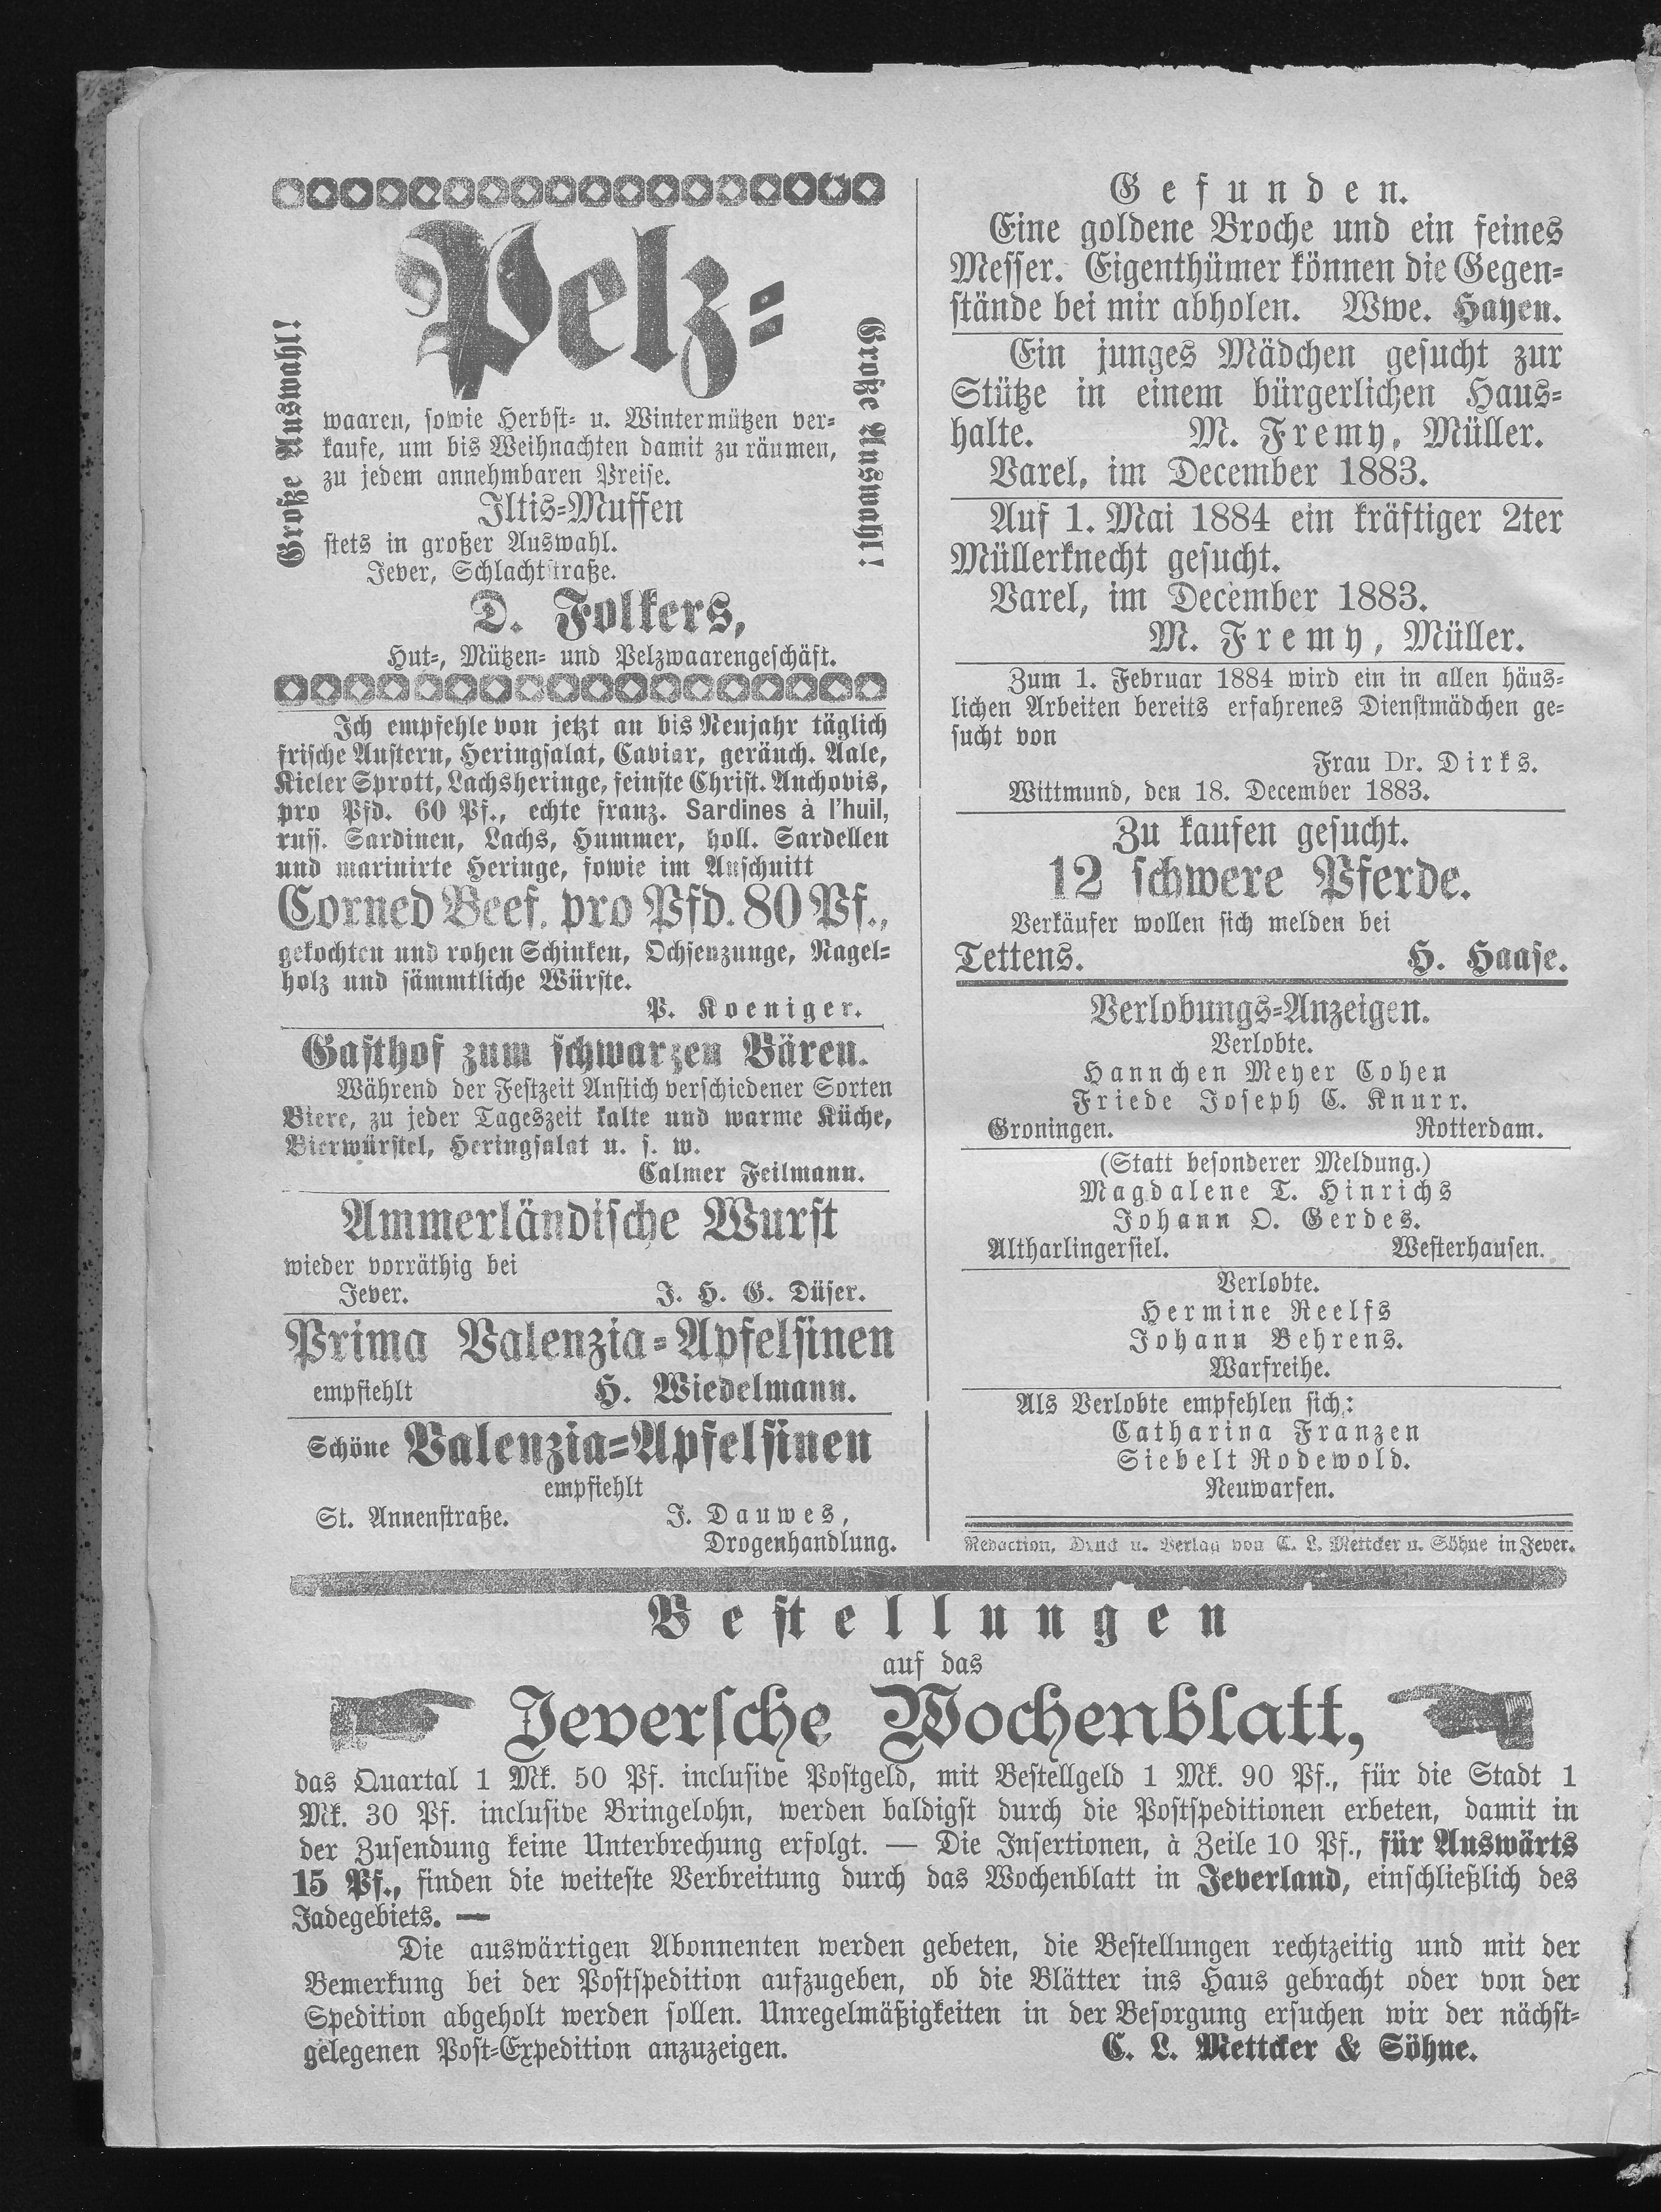 Pelz=
Große Auswahl!
Große Auswahl!
waaren, sowie Herbst= u. Wintermützen ver=
kaufe, um bis Weihnachten damit zu räumen,
zu jedem annehmbaren Preise.
Iltis=Muffen
stets in großer Auswahl.
Jever, Schlachtstraße.
D. Folkers,
Hut=, Mützen= und Pelzwaarengeschäft.
Ich empfehle von jetzt an bis Neujahr täglich
frische Austern, Heringsalat, Caviar, geräuch. Aale,
Kieler Sprott, Lachsheringe, feinste Christ. Anchovis,
pro Pfd. 60 Pf., echte franz. Sardines à l'huil,
russ. Sardinen, Lachs, Hummer, holl. Sardellen
und marinirte Heringe, sowie im Anschnitt
Corned Beef, pro Pfd. 80 Pf.,
gekochten und rohen Schinken, Ochsenzunge, Nagel=
holz und sämmtliche Würste.
P. Koeniger.
Gasthof zum schwarzen Bären.
Während der Festzeit Anstich verschiedener Sorten
Biere, zu jeder Tageszeit kalte und warme Küche,
Bierwürstel, Heringsalat u. s. w.
Calmer Feilmann.
Ammerländische Wurst
wieder vorräthig bei
Jever. J. H. G. Düser.
Prima Valenzia=Apfelsinen
empfiehlt H. Wiedelmann.
Schöne Valenzia=Apfelsinen
empfiehlt
St. Annenstraße. J. Dauwes,
Drogenhandlung.
Gefunden.
Eine goldene Broche und ein feines
Messer. Eigenthümer können die Gegen=
stände bei mir abholen. Wwe. Hayen.
Ein junges Mädchen gesucht zur
Stütze in einem bürgerlichen Haus=
halte. M. Fremy, Müller.
Varel, im December 1883.
Auf 1. Mai 1884 ein kräftiger 2ter
Müllerknecht gesucht.
Varel, im December 1883.
M. Fremy, Müller.
Zum 1. Februar 1884 wird ein in allen häus=
lichen Arbeiten bereits erfahrenes Dienstmädchen ge=
sucht von
Frau Dr. Dirks.
Wittmund, den 18. December 1883.
Zu kaufen gesucht.
12 schwere Pferde.
Verkäufer wollen sich melden bei
Tettens. H. Haase.
Verlobungs=Anzeigen.
Verlobte.
Hannchen Meyer Cohen
Friede Joseph C. Knurr.
Groningen. Rotterdam.
(Statt besonderer Meldung.)
Magdalene T. Hinrichs
Johann O. Gerdes.
Altharlingersiel. Westerhausen.
Verlobte.
Hermine Reelfs
Johann Behrens.
Warfreihe.
Als Verlobte empfehlen sich:
Catharina Franzen
Siebelt Rodewold.
Neuwarfen.
Redaction, Druck u. Verlag von C. L. Mettcker u. Söhne in Jever.
Bestellungen
auf das
Jeversche Wochenblatt,
das Quartal 1 Mk. 50 Pf. inclusive Postgeld, mit Bestellgeld 1 Mk. 90 Pf., für die Stadt 1
Mk. 30 Pf. inclusive Bringelohn, werden baldigst durch die Postspeditionen erbeten, damit in
der Zusendung keine Unterbrechung erfolgt. — Die Insertionen, à Zeile 10 Pf., für Auswärts
15 Pf., finden die weiteste Verbreitung durch das Wochenblatt in Jeverland, einschließlich des
Jadegebiets. —
Die auswärtigen Abonnenten werden gebeten, die Bestellungen rechtzeitig und mit der
Bemerkung bei der Postspedition aufzugeben, ob die Blätter ins Haus gebracht oder von der
Spedition abgeholt werden sollen. Unregelmäßigkeiten in der Besorgung ersuchen wir der nächst=
gelegenen Post=Expedition anzuzeigen. C. L. Mettcker & Söhne.